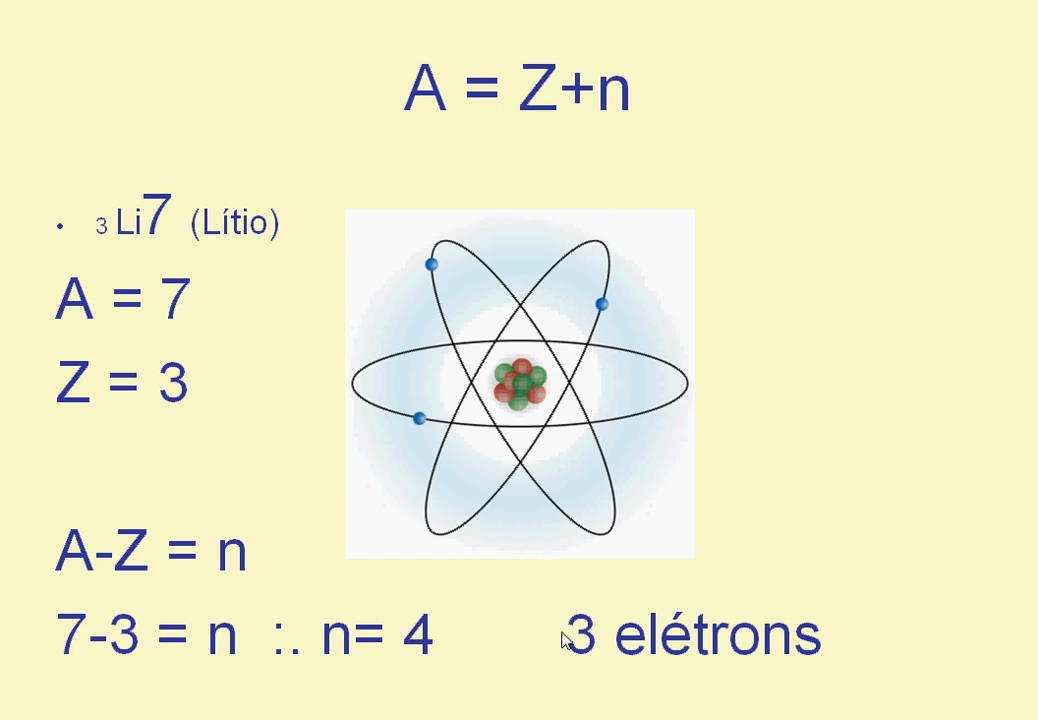 A = Z+n
• 3 Li7 (Lítio)
A = 7
Z = 3
A-Z = n
7-3 = n :. n= 4 3 elétrons